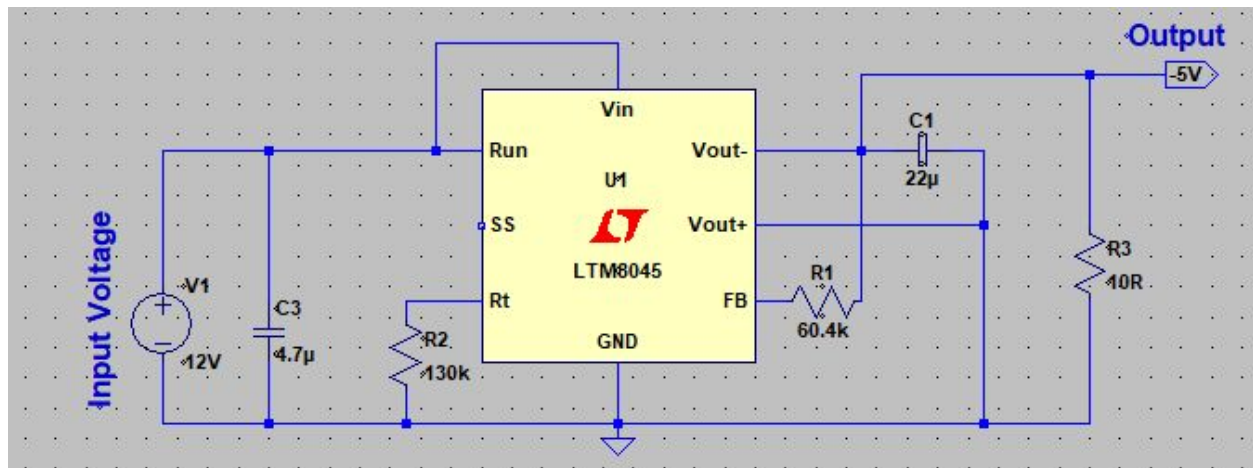 Output
-5V
Vin
C1
Run
Vout-
U1
22µ
Input Voltage
SS
Vout+
LTM8045
R3
10R
V1
R1
C3
Rt
FB
R2
60.4k
GND
12V
4.7µ
130k